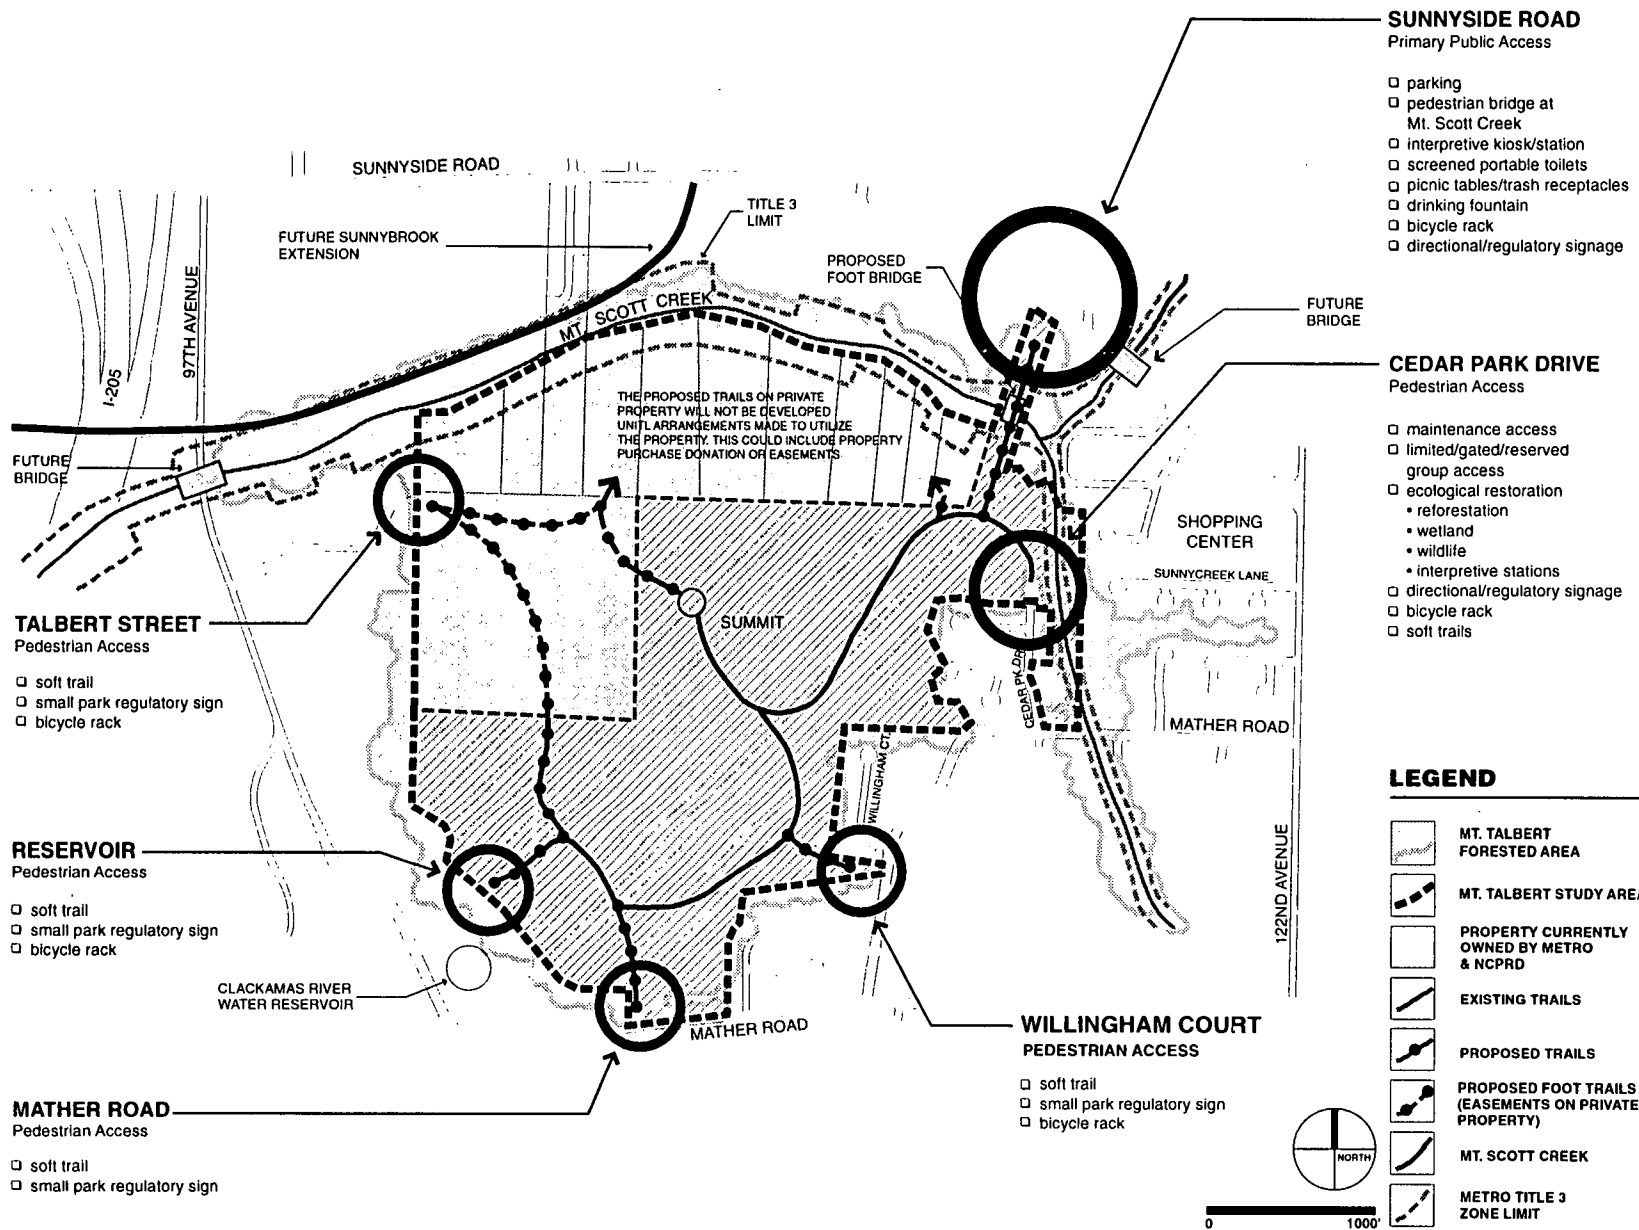 SUNNYSIDE ROAD
Primary Public Access
❑ parking
❑ pedestrian bridge at
Mt. Scott Creek
❑ interpretive kiosk/station
❑ screened portable toilets
❑ picnic tables/trash receptacles
❑ drinking fountain
❑ bicycle rack
❑ directional/regulatory signage
SUNNYSIDE ROAD
TITLE 3
LIMIT
FUTURE SUNNYBROOK
EXTENSION
PROPOSED
FOOT BRIDGE
97TH AVENUE
I-205
MT. SCOTT CREEK
FUTURE
BRIDGE
CEDAR PARK DRIVE
Pedestrian Access
❑ maintenance access
❑ limited/gated/reserved
group access
❑ ecological restoration
• reforestation
• wetland
• wildlife
• interpretive stations
❑ directional/regulatory signage
❑ bicycle rack
❑ soft trails
THE PROPOSED TRAILS ON PRIVATE
PROPERTY WILL NOT BE DEVELOPED
UNITL ARRANGEMENTS MADE TO UTILIZE
THE PROPERTY. THIS COULD INCLUDE PROPERTY
PURCHASE DONATION OR EASEMENTS
FUTURE
BRIDGE
SHOPPING
CENTER
SUNNYCREEK LANE
SUMMIT
TALBERT STREET
Pedestrian Access
❑ soft trail
❑ small park regulatory sign
❑ bicycle rack
CEDAR PK.DR.
MATHER ROAD
WILLINGHAM CT.
122ND AVENUE
RESERVOIR
Pedestrian Access
❑ soft trail
❑ small park regulatory sign
❑ bicycle rack
CLACKAMAS RIVER
WATER RESERVOIR
MATHER ROAD
WILLINGHAM COURT
PEDESTRIAN ACCESS
❑ soft trail
❑ small park regulatory sign
❑ bicycle rack
MATHER ROAD
Pedestrian Access
❑ soft trail
❑ small park regulatory sign
LEGEND
MT. TALBERT
FORESTED AREA
MT. TALBERT STUDY AREA
PROPERTY CURRENTLY
OWNED BY METRO
& NCPRD
EXISTING TRAILS
PROPOSED TRAILS
PROPOSED FOOT TRAILS
(EASEMENTS ON PRIVATE
PROPERTY)
MT. SCOTT CREEK
METRO TITLE 3
ZONE LIMIT
NORTH
0 1000'